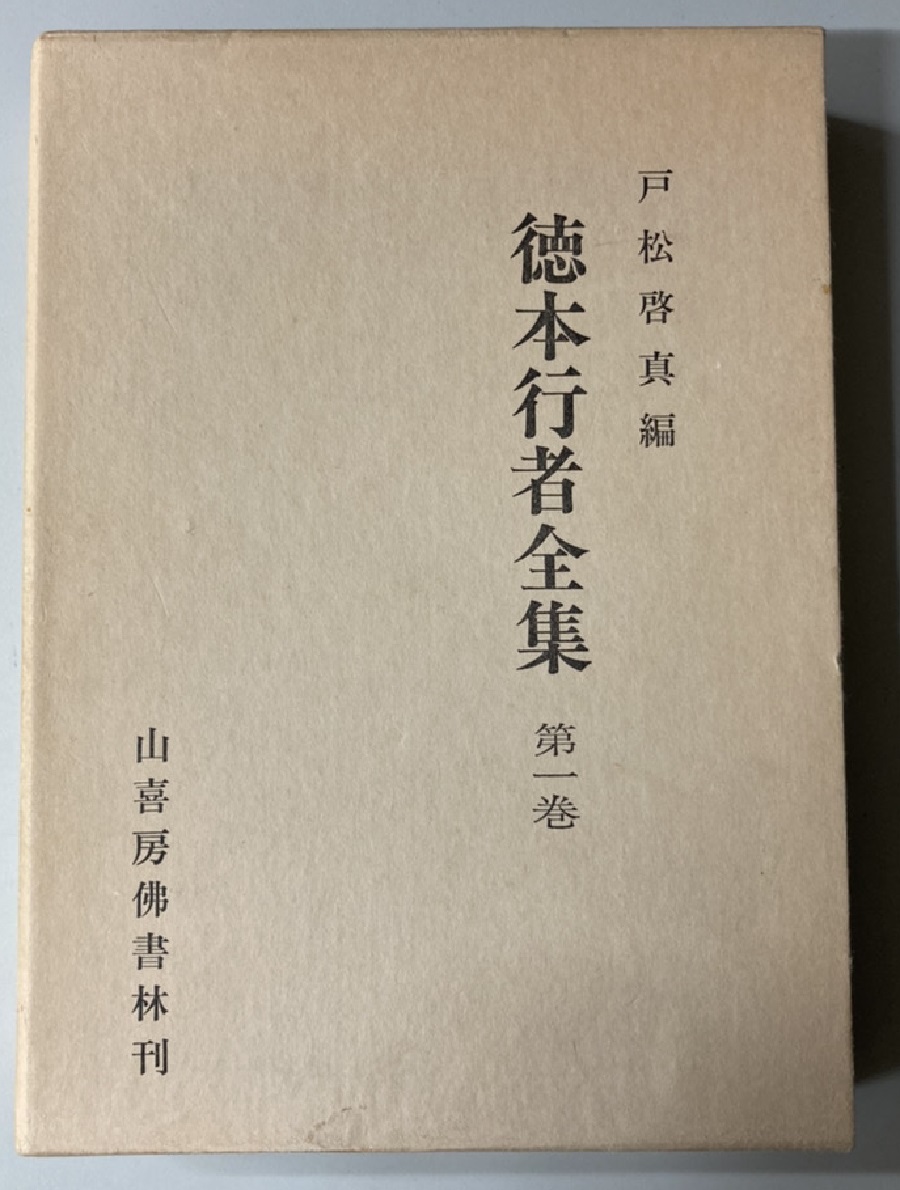 戸松啓真編
徳本行者全集 第一巻
山喜房佛書林刊